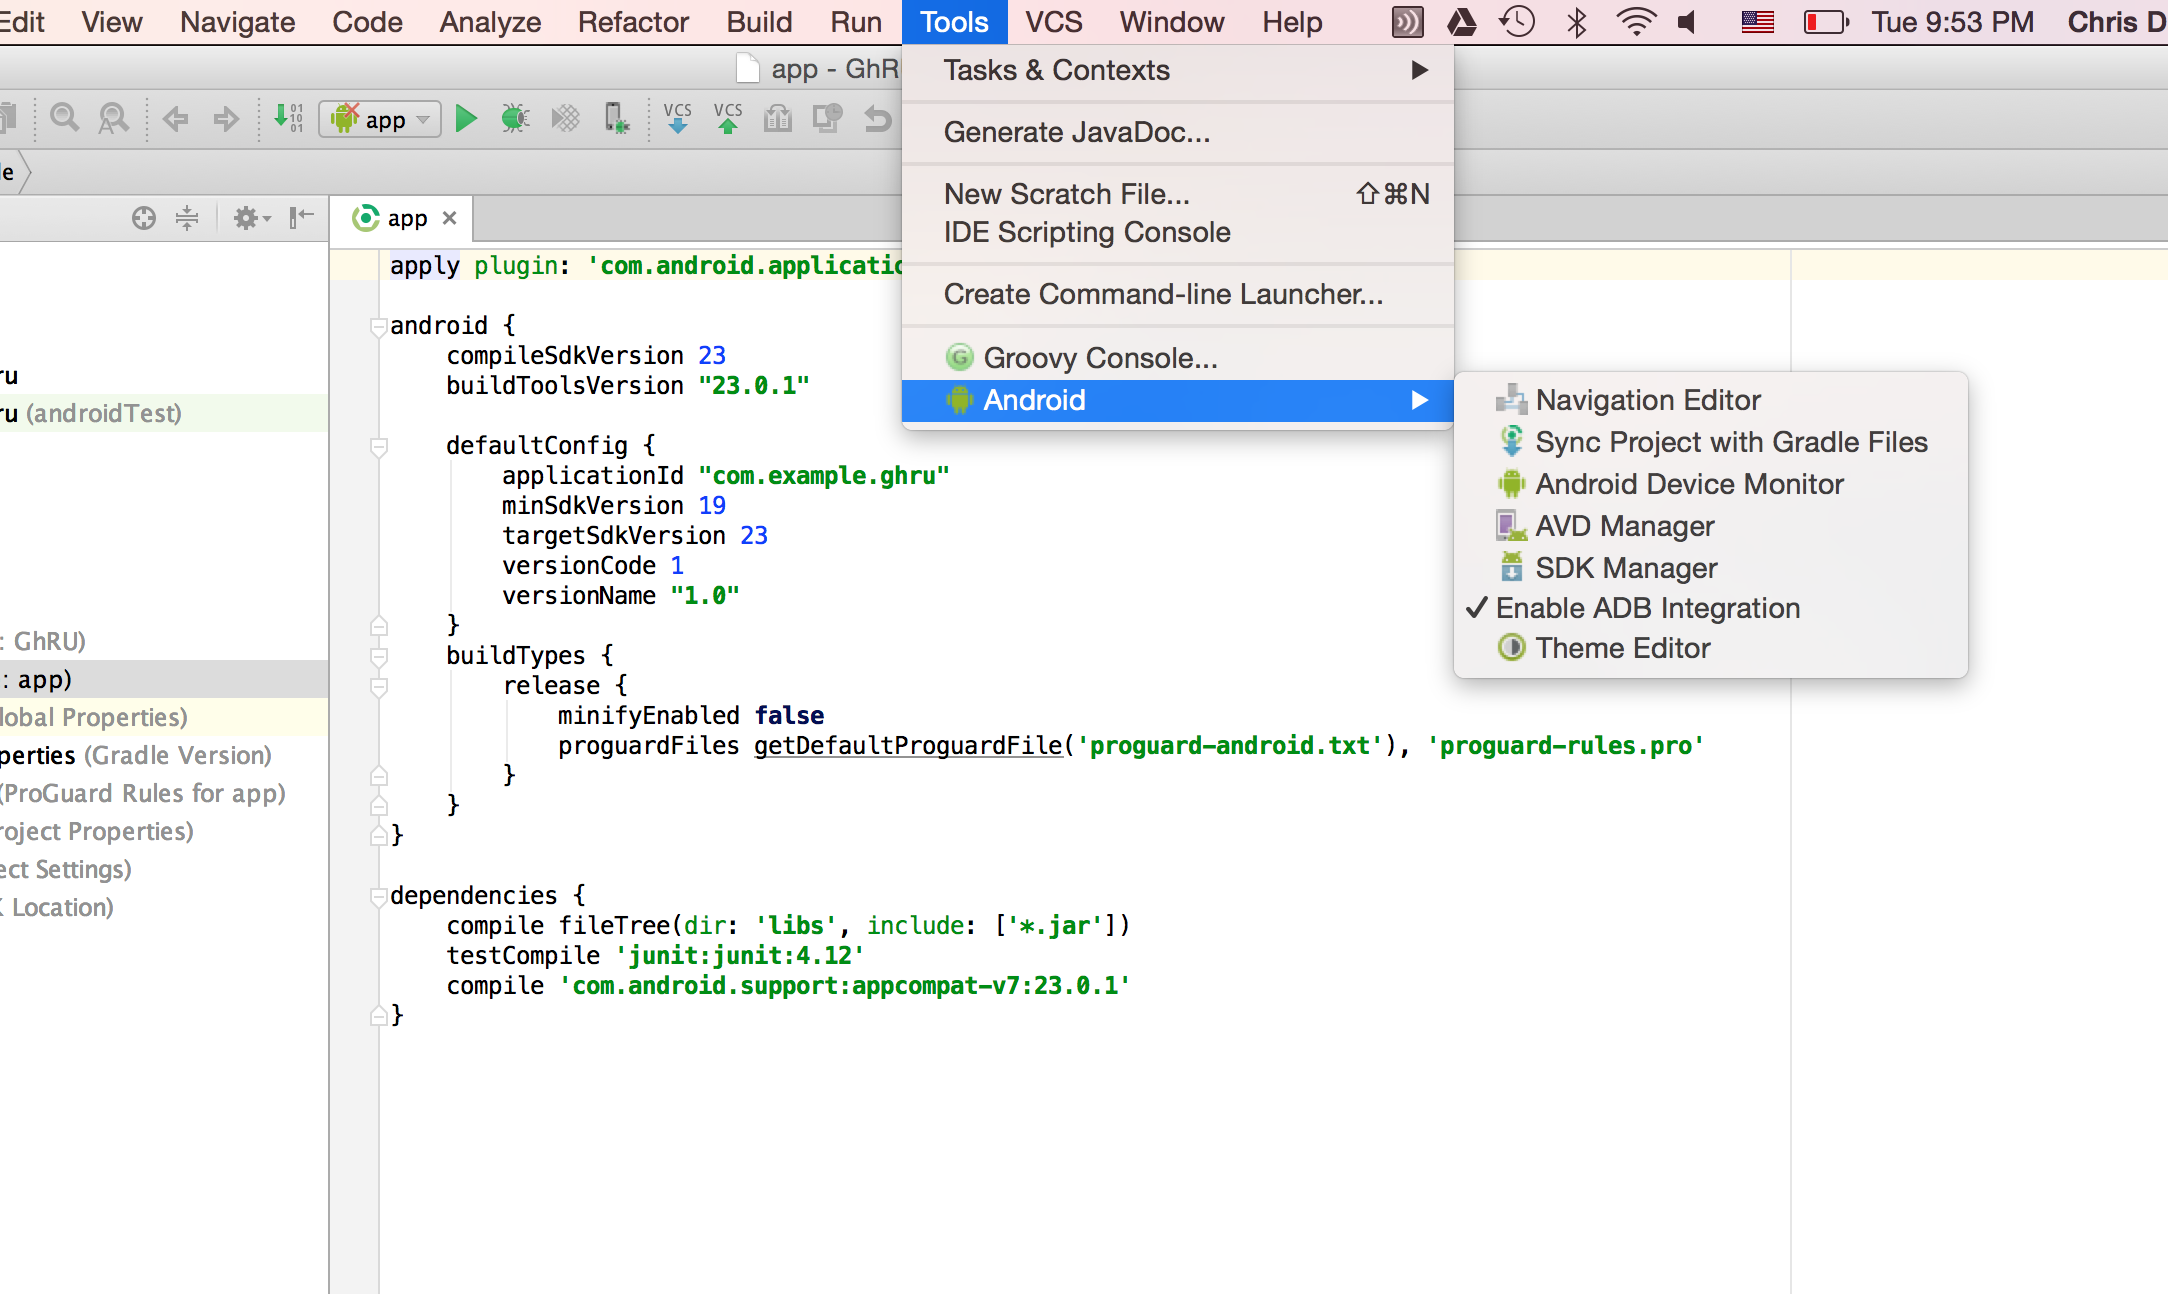 Edit View Navigate Code Analyze Refactor Build Run Tools VCS Window Help Tue 9:53 PM Chris D
app - GhR
app
VCS VCS
app
Tasks & Contexts
Generate JavaDoc...
New Scratch File... ⇧⌘N
IDE Scripting Console
Create Command-line Launcher...
Groovy Console...
Android
Navigation Editor
Sync Project with Gradle Files
Android Device Monitor
AVD Manager
SDK Manager
✓ Enable ADB Integration
Theme Editor
ru
ru (androidTest)
: GhRU)
: app)
lobal Properties)
perties (Gradle Version)
(ProGuard Rules for app)
roject Properties)
ect Settings)
K Location)
apply plugin: 'com.android.applicatio
android {
compileSdkVersion 23
buildToolsVersion "23.0.1"
defaultConfig {
applicationId "com.example.ghru"
minSdkVersion 19
targetSdkVersion 23
versionCode 1
versionName "1.0"
}
buildTypes {
release {
minifyEnabled false
proguardFiles getDefaultProguardFile('proguard-android.txt'), 'proguard-rules.pro'
}
}
}
dependencies {
compile fileTree(dir: 'libs', include: ['*.jar'])
testCompile 'junit:junit:4.12'
compile 'com.android.support:appcompat-v7:23.0.1'
}